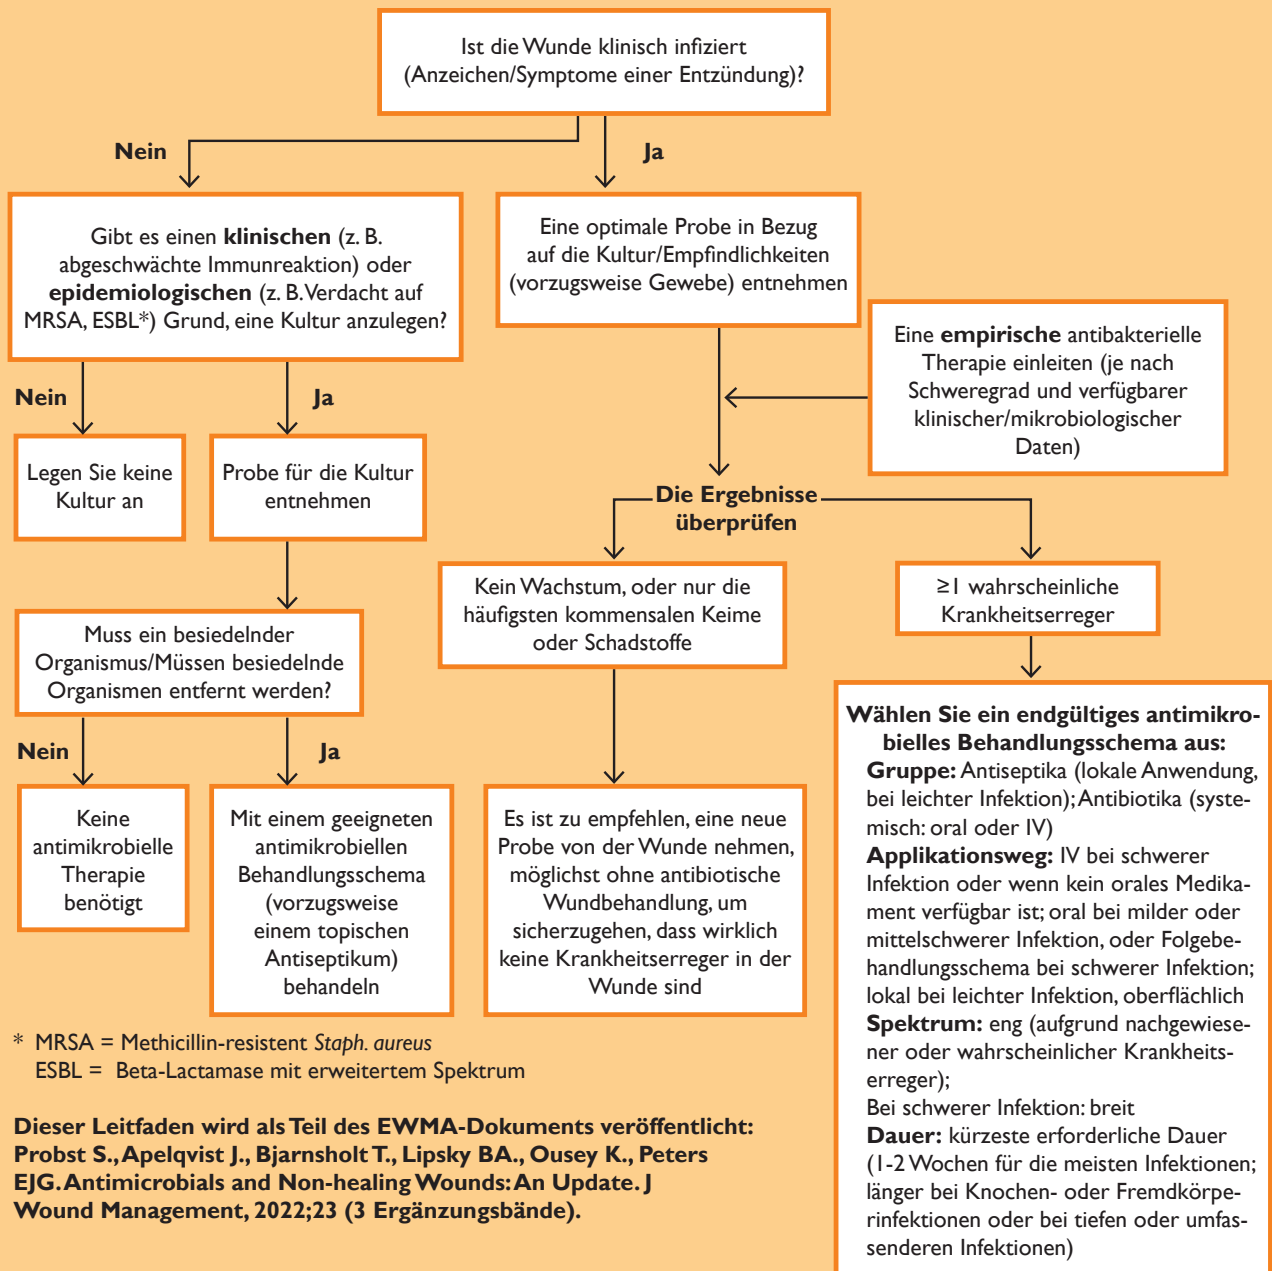 Ist die Wunde klinisch infiziert
(Anzeichen/Symptome einer Entzündung)?
Nein
Ja
Gibt es einen klinischen (z. B.
abgeschwächte Immunreaktion) oder
epidemiologischen (z. B. Verdacht auf
MRSA, ESBL*) Grund, eine Kultur anzulegen?
Eine optimale Probe in Bezug
auf die Kultur/Empfindlichkeiten
(vorzugsweise Gewebe) entnehmen
Eine empirische antibakterielle
Therapie einleiten (je nach
Schweregrad und verfügbarer
klinischer/mikrobiologischer
Daten)
Nein
Ja
Legen Sie keine
Kultur an
Probe für die Kultur
entnehmen
Die Ergebnisse
überprüfen
Kein Wachstum, oder nur die
häufigsten kommensalen Keime
oder Schadstoffe
≥1 wahrscheinliche
Krankheitserreger
Muss ein besiedelnder
Organismus/Müssen besiedelnde
Organismen entfernt werden?
Nein
Ja
Keine
antimikrobielle
Therapie
benötigt
Mit einem geeigneten
antimikrobiellen
Behandlungsschema
(vorzugsweise
einem topischen
Antiseptikum)
behandeln
Es ist zu empfehlen, eine neue
Probe von der Wunde nehmen,
möglichst ohne antibiotische
Wundbehandlung, um
sicherzugehen, dass wirklich
keine Krankheitserreger in der
Wunde sind
Wählen Sie ein endgültiges antimikro-
bielles Behandlungsschema aus:
Gruppe: Antiseptika (lokale Anwendung,
bei leichter Infektion); Antibiotika (syste-
misch: oral oder IV)
Applikationsweg: IV bei schwerer
Infektion oder wenn kein orales Medika-
ment verfügbar ist; oral bei milder oder
mittelschwerer Infektion, oder Folgebe-
handlungsschema bei schwerer Infektion;
lokal bei leichter Infektion, oberflächlich
Spektrum: eng (aufgrund nachgewiese-
ner oder wahrscheinlicher Krankheits-
erreger);
Bei schwerer Infektion: breit
Dauer: kürzeste erforderliche Dauer
(1-2 Wochen für die meisten Infektionen;
länger bei Knochen- oder Fremdkörpe-
rinfektionen oder bei tiefen oder umfas-
senderen Infektionen)
* MRSA = Methicillin-resistent Staph. aureus
ESBL = Beta-Lactamase mit erweitertem Spektrum
Dieser Leitfaden wird als Teil des EWMA-Dokuments veröffentlicht:
Probst S., Apelqvist J., Bjarnsholt T., Lipsky BA., Ousey K., Peters
EJG. Antimicrobials and Non-healing Wounds: An Update. J
Wound Management, 2022;23 (3 Ergänzungsbände).